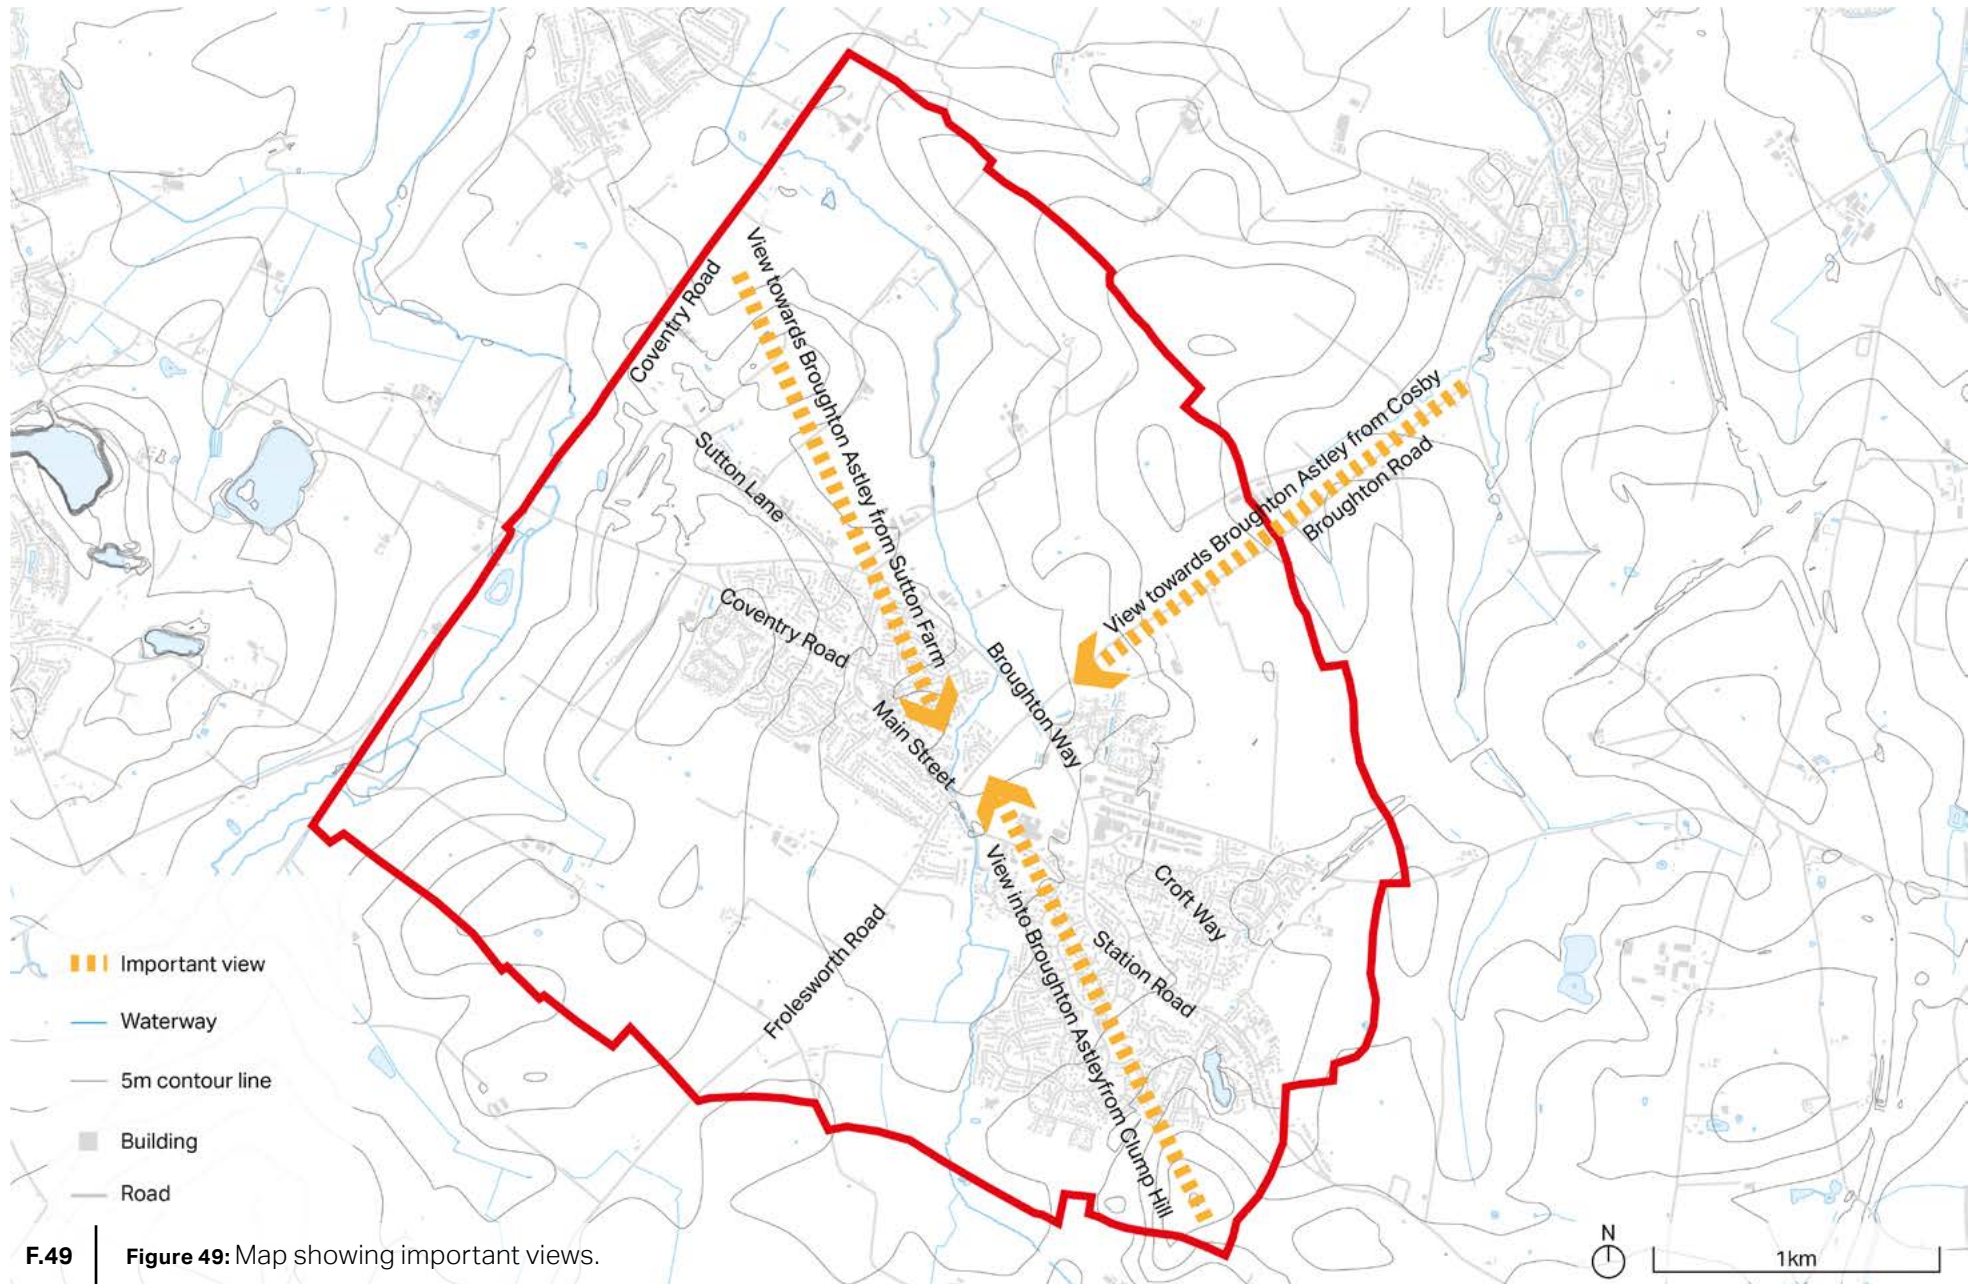 View towards Broughton Astley from Sutton Farm
Coventry Road
View towards Broughton Astley from Cosby
Broughton Road
Sutton Lane
Coventry Road
Broughton Way
Main Street
View into Broughton Astleyfrom Clump Hill
Croft Way
Station Road
Frolesworth Road
Important view
Waterway
5m contour line
Building
Road
N
1km
F.49 Figure 49: Map showing important views.